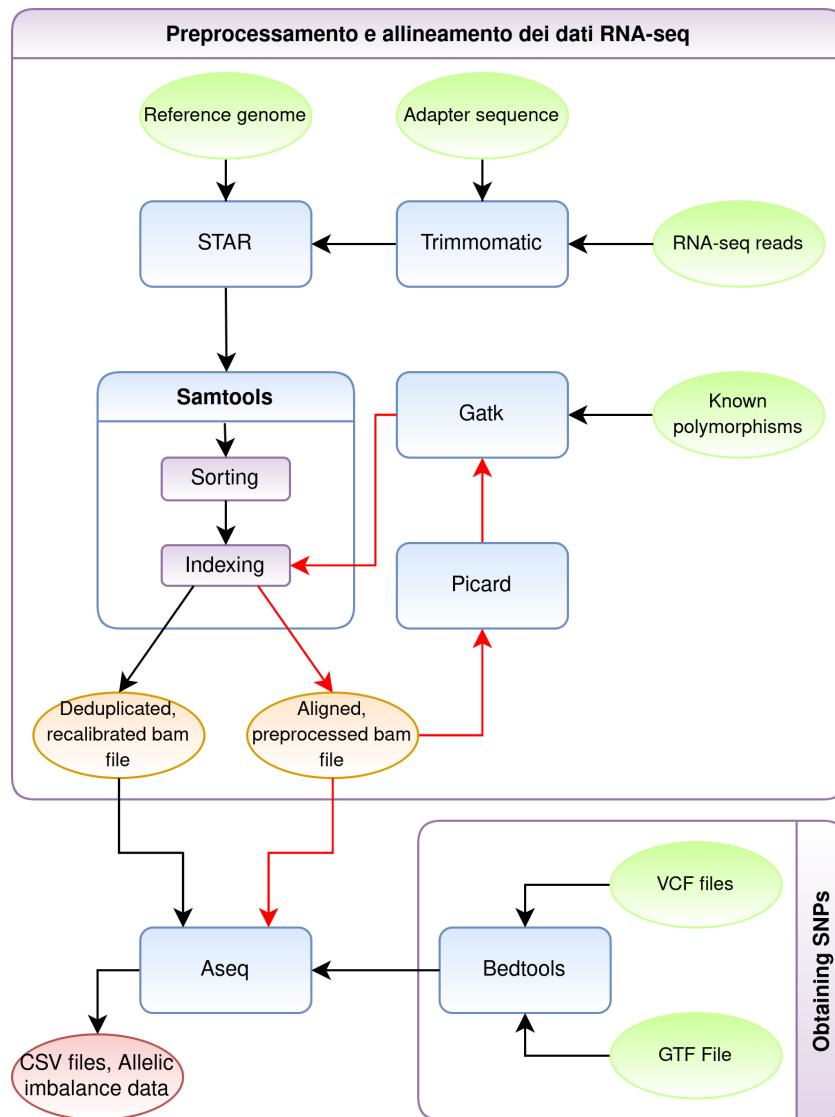 Preprocessamento e allineamento dei dati RNA-seq
Reference genome
Adapter sequence
STAR
Trimmomatic
RNA-seq reads
Samtools
Gatk
Known
polymorphisms
Sorting
Indexing
Picard
Deduplicated,
recalibrated bam
file
Aligned,
preprocessed bam
file
VCF files
Aseq
Bedtools
Obtaining SNPs
GTF File
CSV files, Allelic
imbalance data